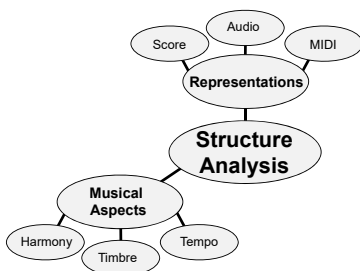 Audio
Score
MIDI
Representations
Structure
Analysis
Musical
Aspects
Harmony
Timbre
Tempo